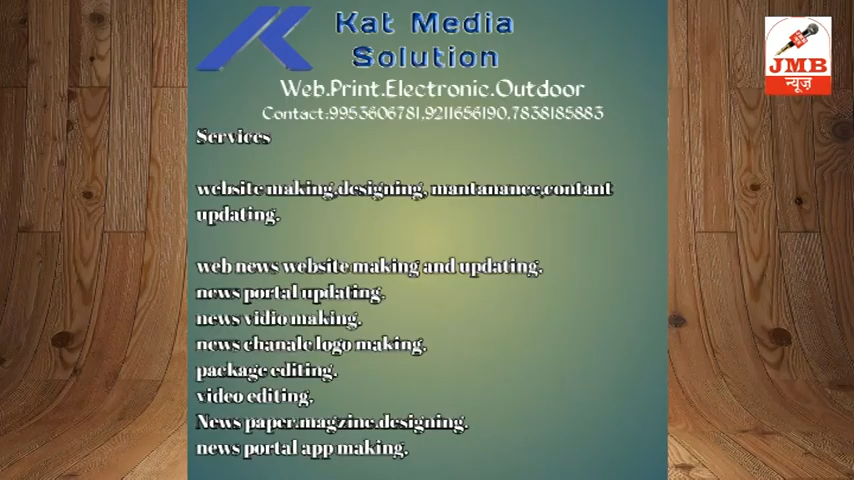 Kat Media
Solution
Web.Print.Electronic.Outdoor
Contact:9953606781,9211656190,7838185883
Services
website making,designing, mantanance,contant
updating.
web news website making and updating.
news portal updating.
news vidio making.
news chanale logo making.
package editing.
video editing.
News paper.magzine.designing.
news portal app making.
JMB
न्यूज़